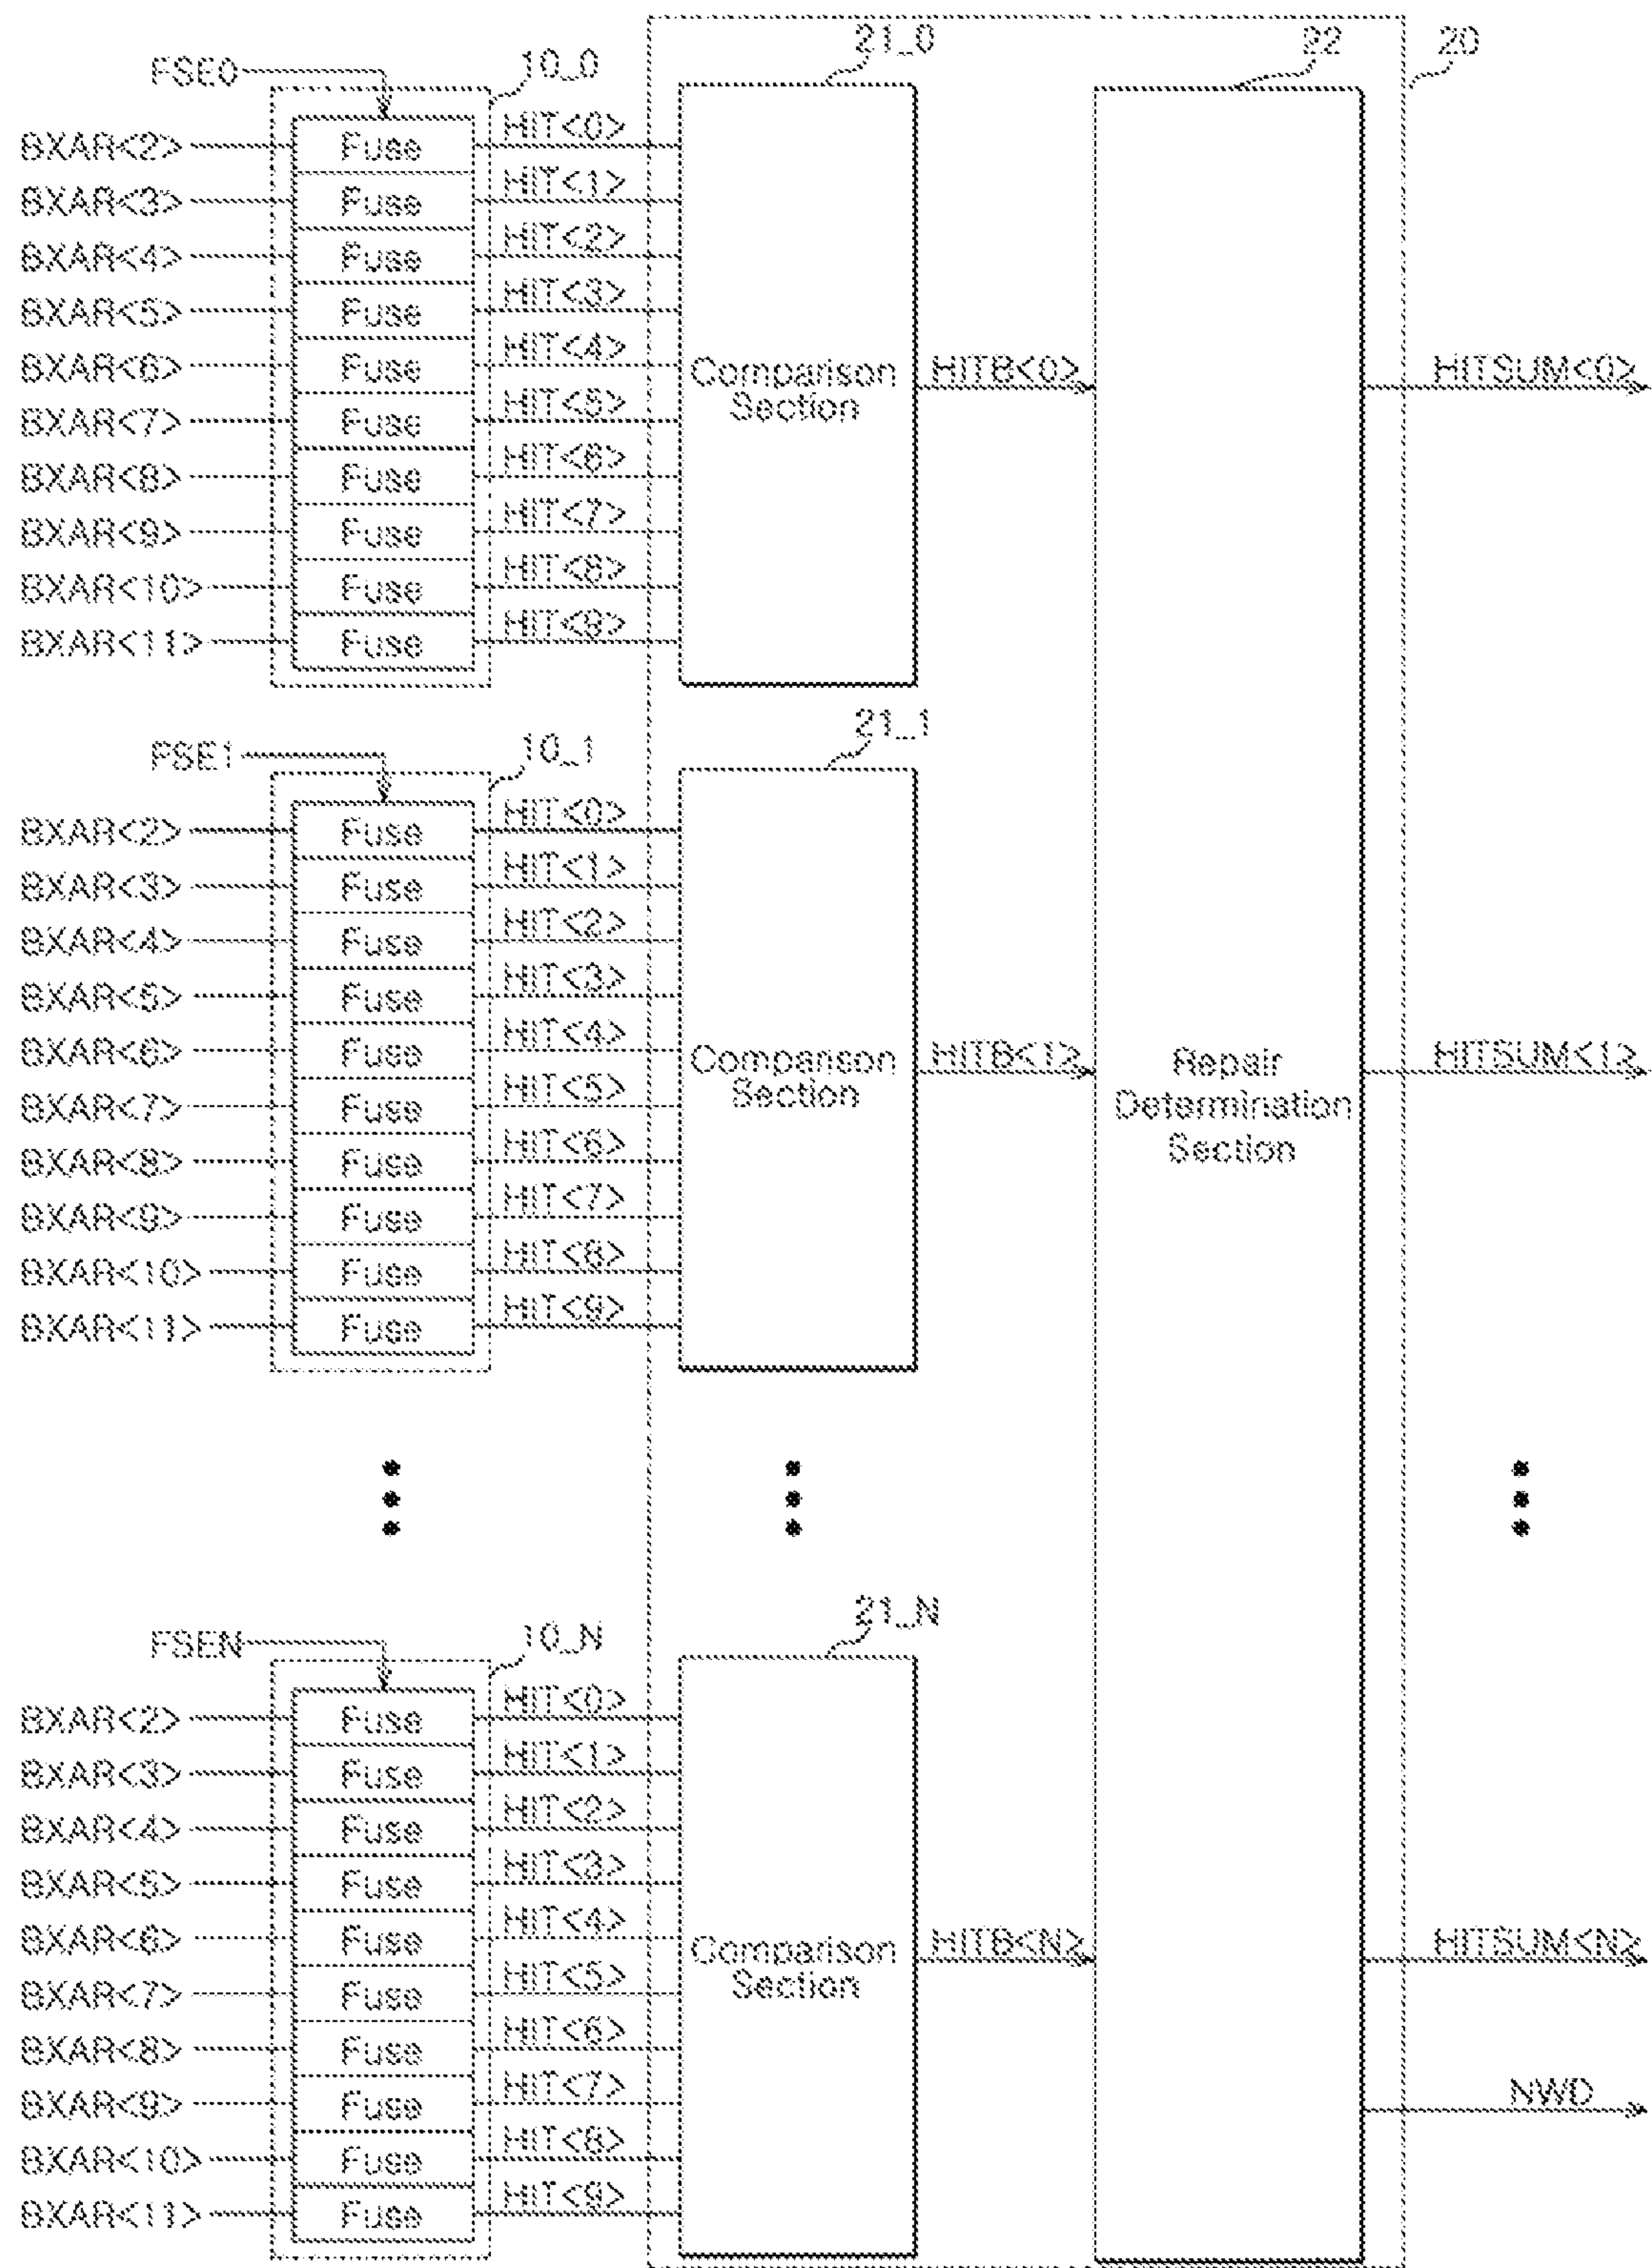 21_0
22
20
FSE0
10_0
BXAR<2> Fuse HIT<0>
BXAR<3> Fuse HIT<1>
BXAR<4> Fuse HIT<2>
BXAR<5> Fuse HIT<3>
BXAR<6> Fuse HIT<4>
BXAR<7> Fuse HIT<5>
BXAR<8> Fuse HIT<6>
BXAR<9> Fuse HIT<7>
BXAR<10> Fuse HIT<8>
BXAR<11> Fuse HIT<9>
Comparison
Section
HITB<0>
HITSUM<0>
21_1
FSE1
10_1
BXAR<2> Fuse HIT<0>
BXAR<3> Fuse HIT<1>
BXAR<4> Fuse HIT<2>
BXAR<5> Fuse HIT<3>
BXAR<6> Fuse HIT<4>
BXAR<7> Fuse HIT<5>
BXAR<8> Fuse HIT<6>
BXAR<9> Fuse HIT<7>
BXAR<10> Fuse HIT<8>
BXAR<11> Fuse HIT<9>
Comparison
Section
HITB<1>
Repair
Determination
Section
HITSUM<1>
21_N
FSEN
10_N
BXAR<2> Fuse HIT<0>
BXAR<3> Fuse HIT<1>
BXAR<4> Fuse HIT<2>
BXAR<5> Fuse HIT<3>
BXAR<6> Fuse HIT<4>
BXAR<7> Fuse HIT<5>
BXAR<8> Fuse HIT<6>
BXAR<9> Fuse HIT<7>
BXAR<10> Fuse HIT<8>
BXAR<11> Fuse HIT<9>
Comparison
Section
HITB<N>
HITSUM<N>
NWD